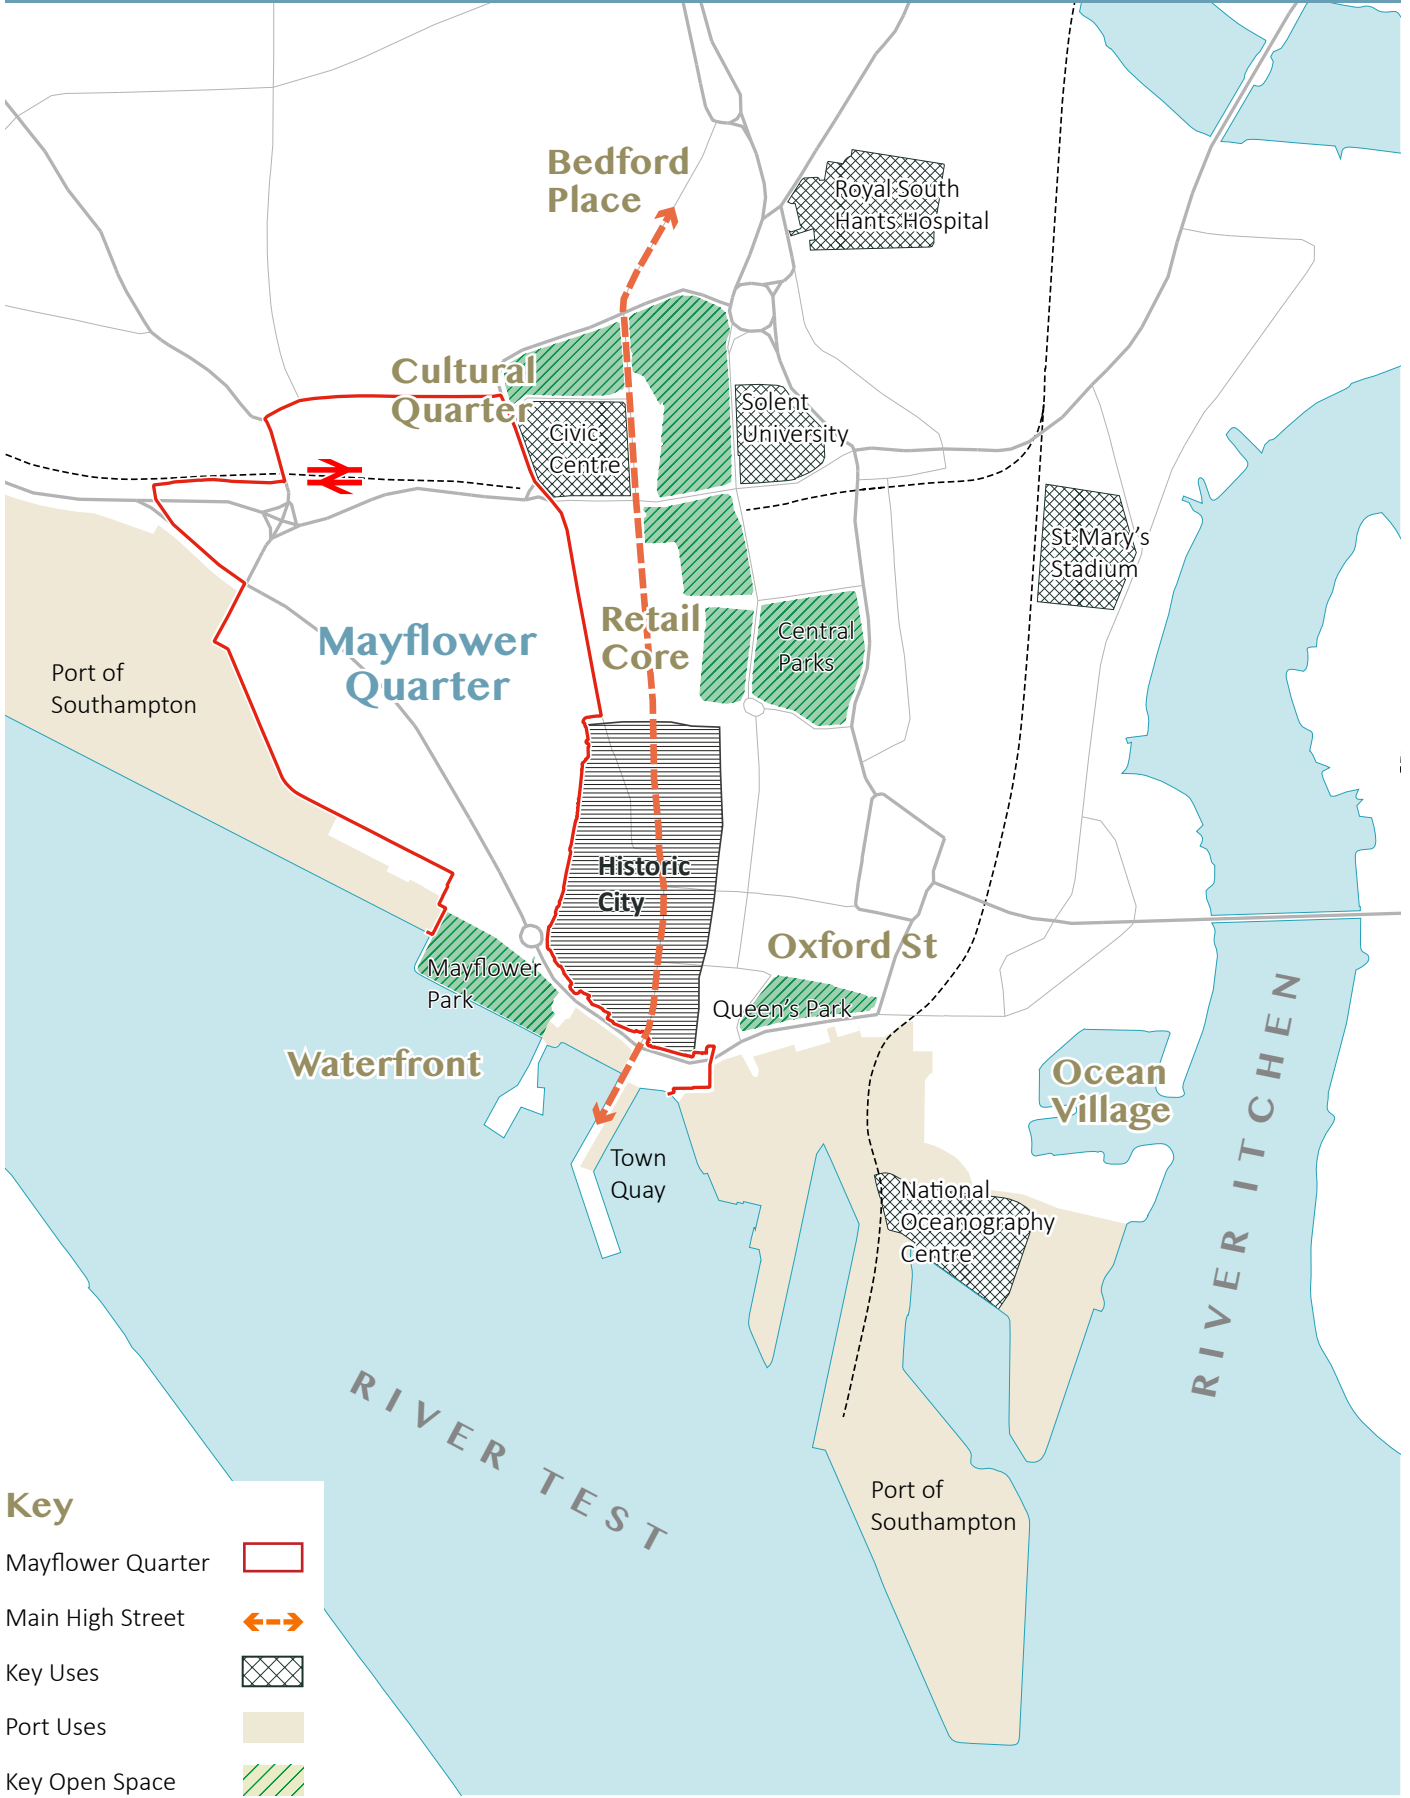 Bedford
Place
Royal South
Hants Hospital
Cultural
Quarter
Solent
University
Civic
Centre
St Mary's
Stadium
Retail
Core
Central
Parks
Mayflower
Quarter
Port of
Southampton
Historic
City
Oxford St
Mayflower
Park
Queen's Park
Waterfront
Ocean
Village
Town
Quay
National
Oceanography
Centre
RIVER ITCHEN
RIVER TEST
Port of
Southampton
Key
Mayflower Quarter
Main High Street
Key Uses
Port Uses
Key Open Space